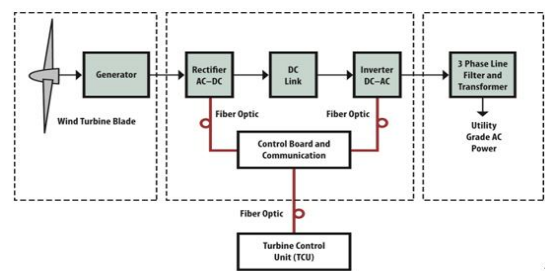 Wind Turbine Blade
Generator
Rectifier
AC–DC
DC
Link
Inverter
DC–AC
3 Phase Line
Filter and
Transformer
Utility
Grade AC
Power
Fiber Optic
Fiber Optic
Control Board and
Communication
Fiber Optic
Turbine Control
Unit (TCU)